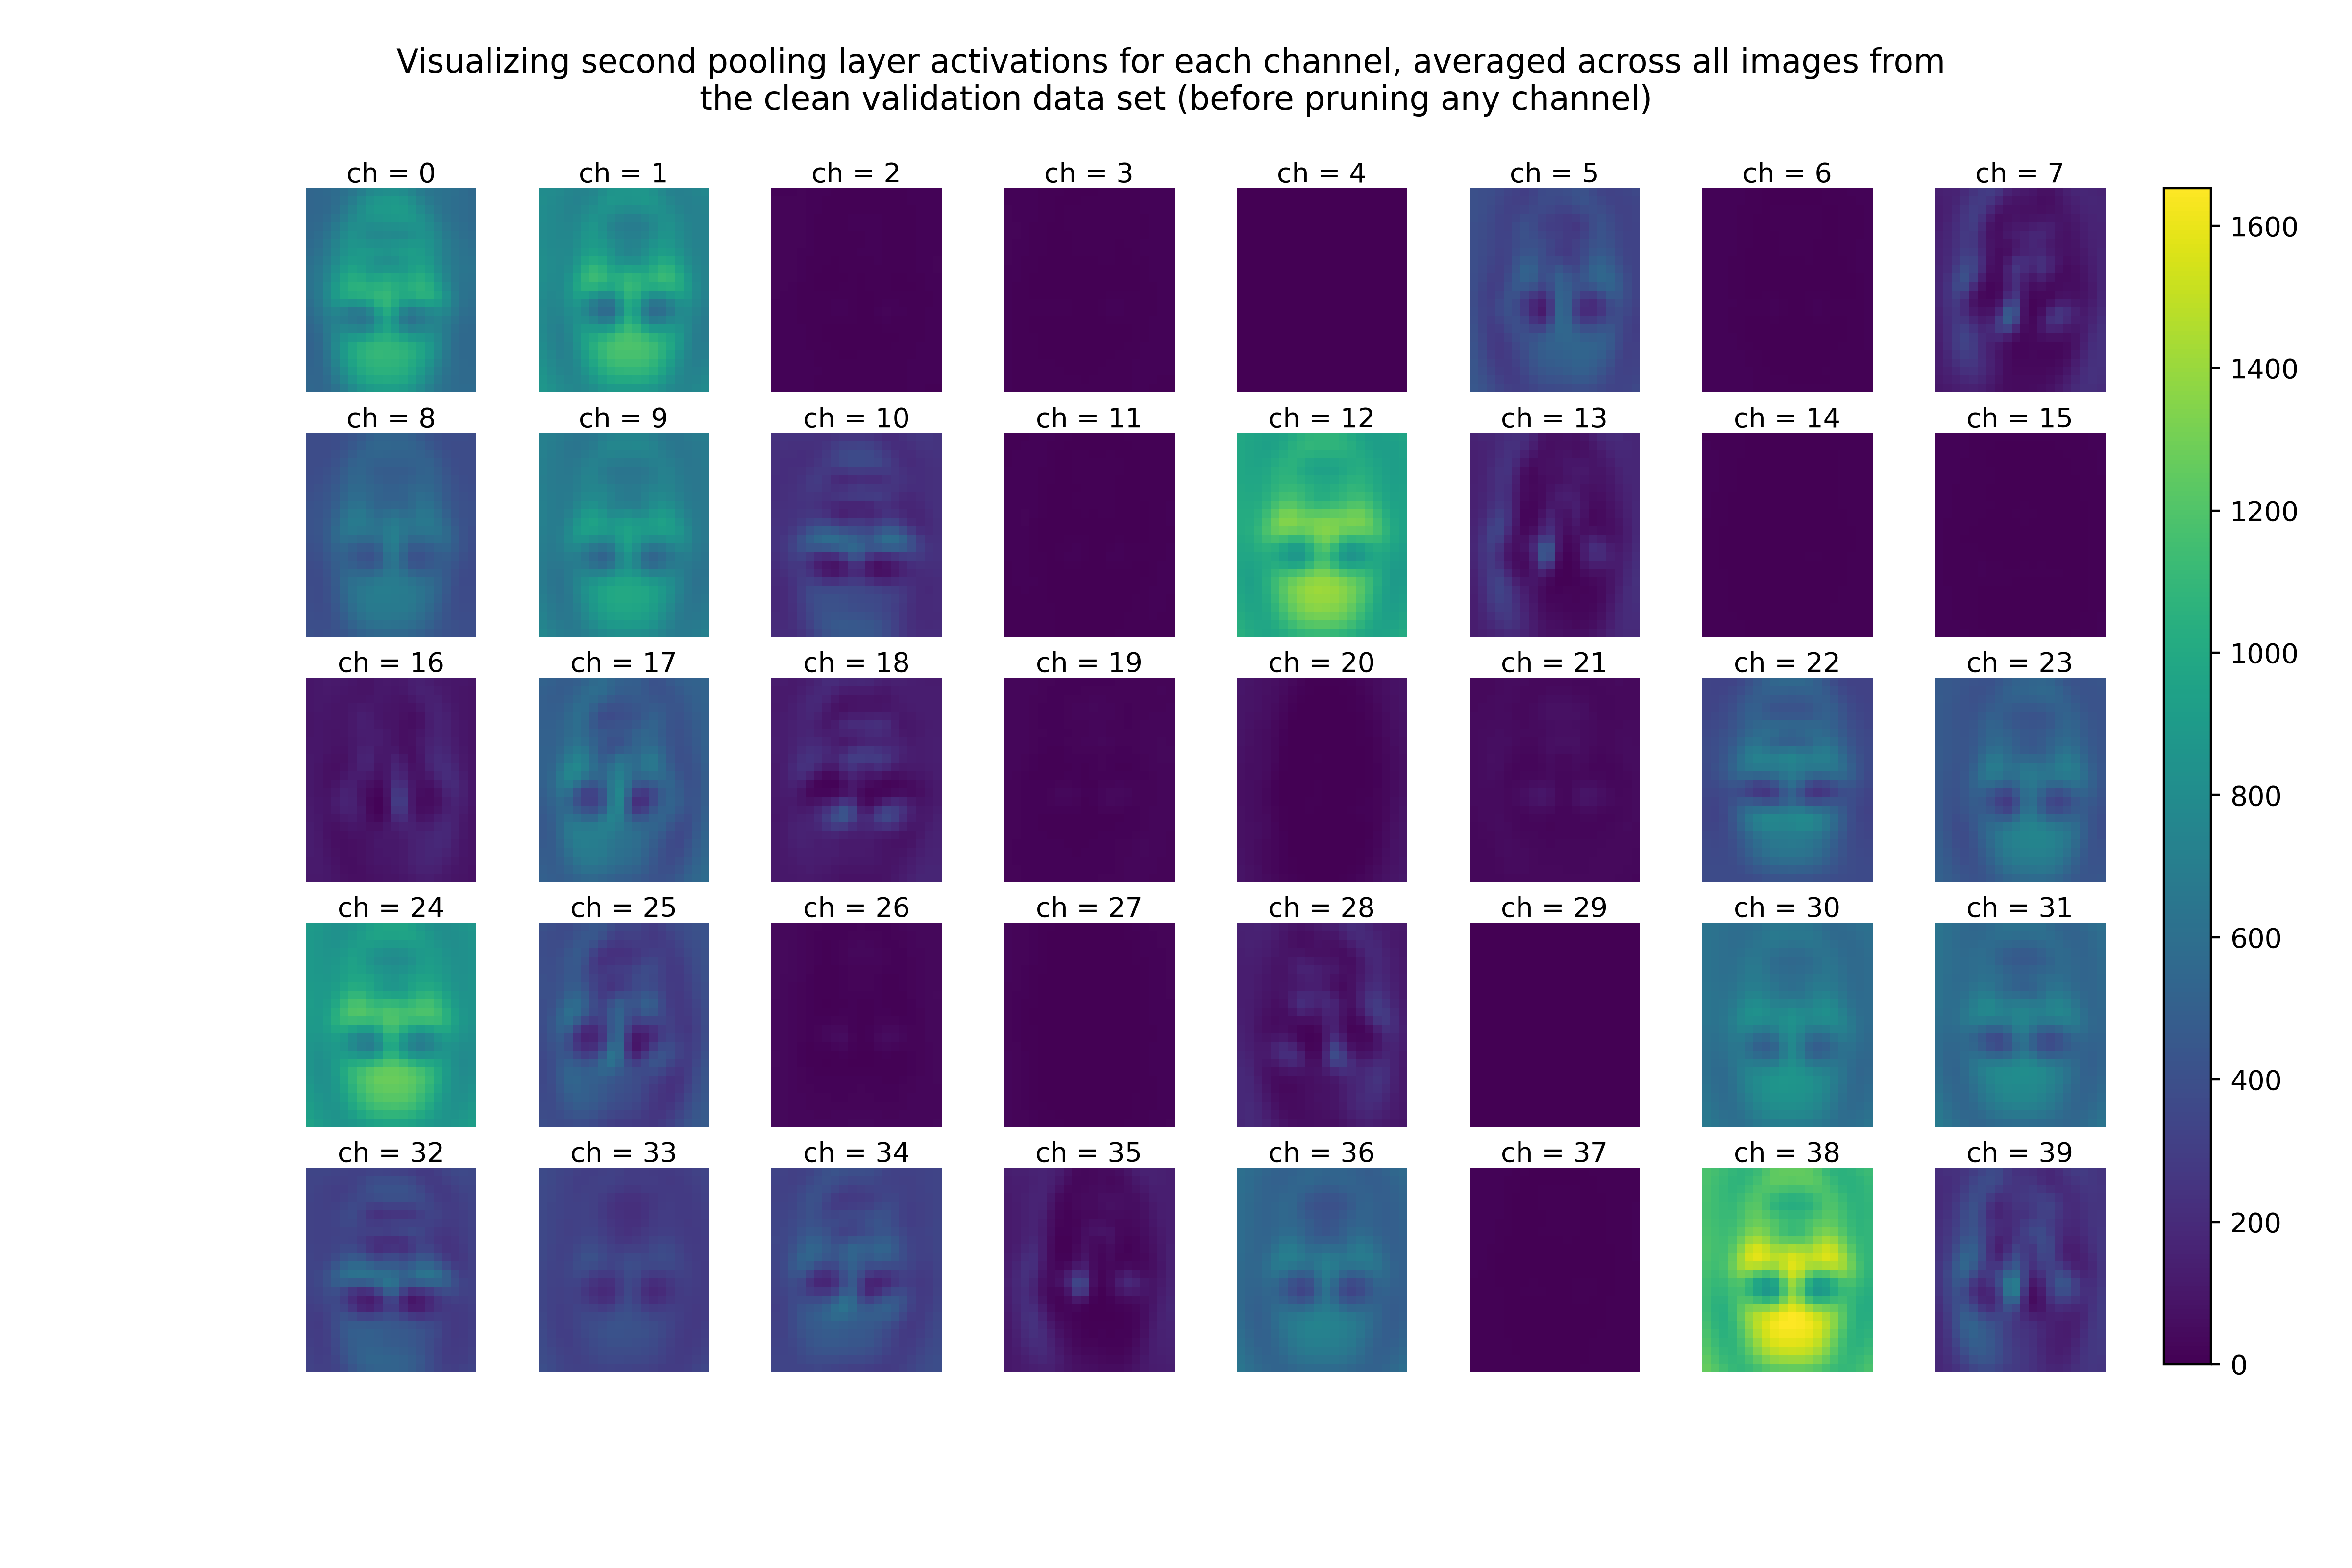 Visualizing second pooling layer activations for each channel, averaged across all images from
the clean validation data set (before pruning any channel)
ch = 0 ch = 1 ch = 2 ch = 3 ch = 4 ch = 5 ch = 6 ch = 7
ch = 8 ch = 9 ch = 10 ch = 11 ch = 12 ch = 13 ch = 14 ch = 15
ch = 16 ch = 17 ch = 18 ch = 19 ch = 20 ch = 21 ch = 22 ch = 23
ch = 24 ch = 25 ch = 26 ch = 27 ch = 28 ch = 29 ch = 30 ch = 31
ch = 32 ch = 33 ch = 34 ch = 35 ch = 36 ch = 37 ch = 38 ch = 39
1600
1400
1200
1000
800
600
400
200
0